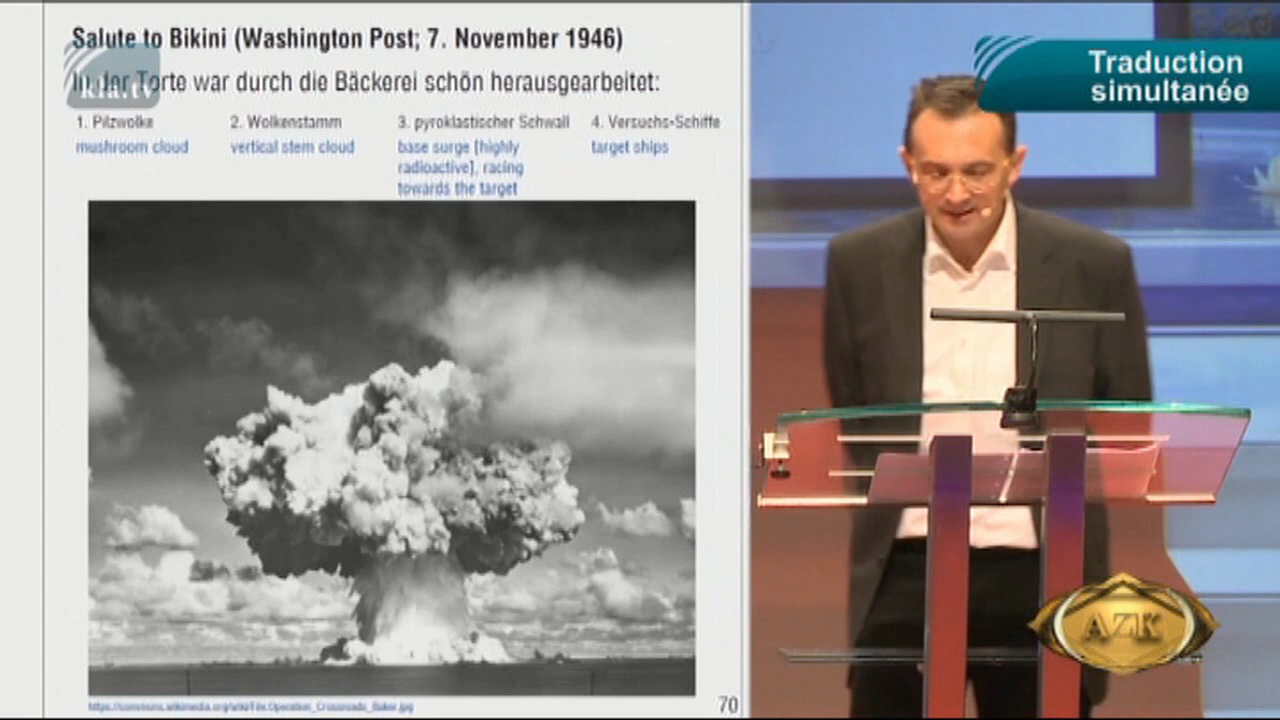 Salute to Bikini (Washington Post; 7. November 1946)
In der Torte war durch die Bäckerei schön herausgearbeitet:
kla.tv
1. Pilzwolke
mushroom cloud
2. Wolkenstamm
vertical stem cloud
3. pyroklastischer Schwall
base surge [highly
radioactive], racing
towards the target
4. Versuchs-Schiffe
target ships
https://commons.wikimedia.org/wiki/File:Operation_Crossroads_Baker.jpg
70
Traduction
simultanée
AZK